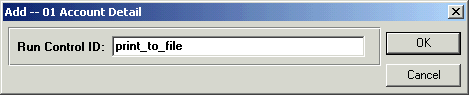 Add -- 01 Account Detail
Run Control ID: print_to_file
OK
Cancel